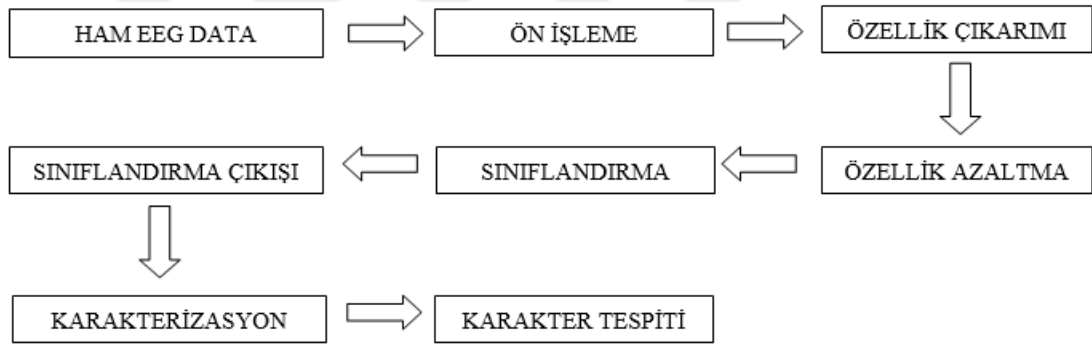 HAM EEG DATA
ÖN İŞLEME
ÖZELLİK ÇIKARIMI
ÖZELLİK AZALTMA
SINIFLANDIRMA
SINIFLANDIRMA ÇIKIŞI
KARAKTERİZASYON
KARAKTER TESPİTİ